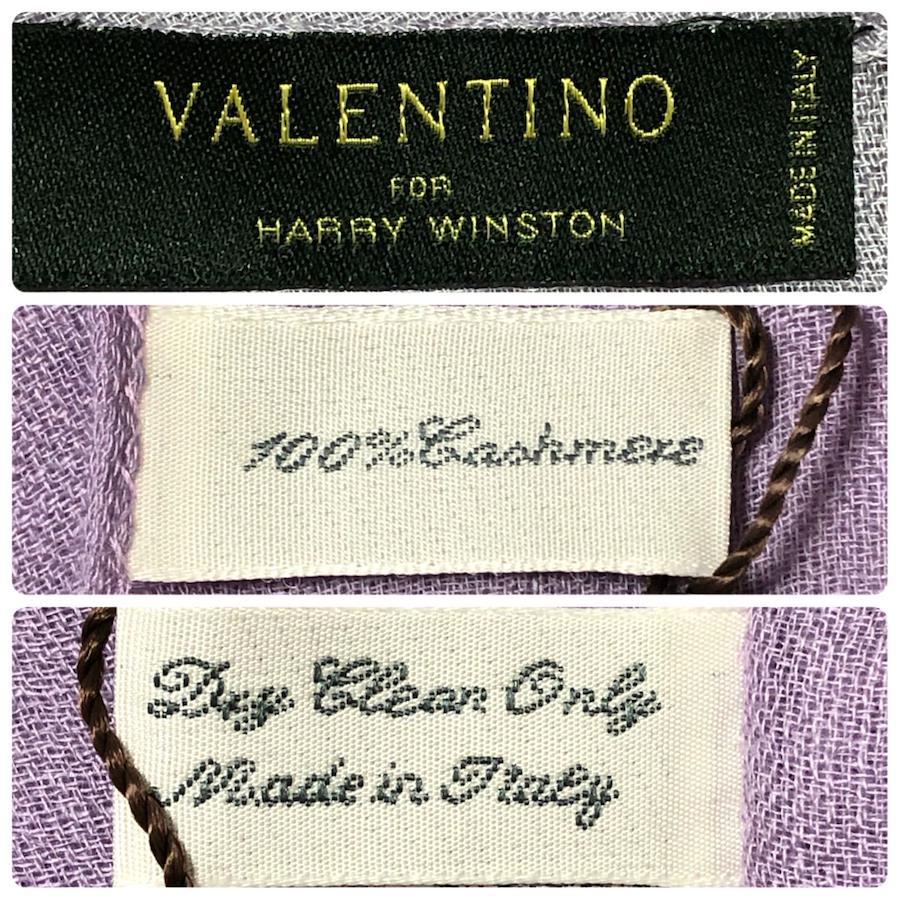 VALENTINO
FOR
HARRY WINSTON
MADE IN ITALY
100%Cashmere
Dry Clean Only
Made in Italy